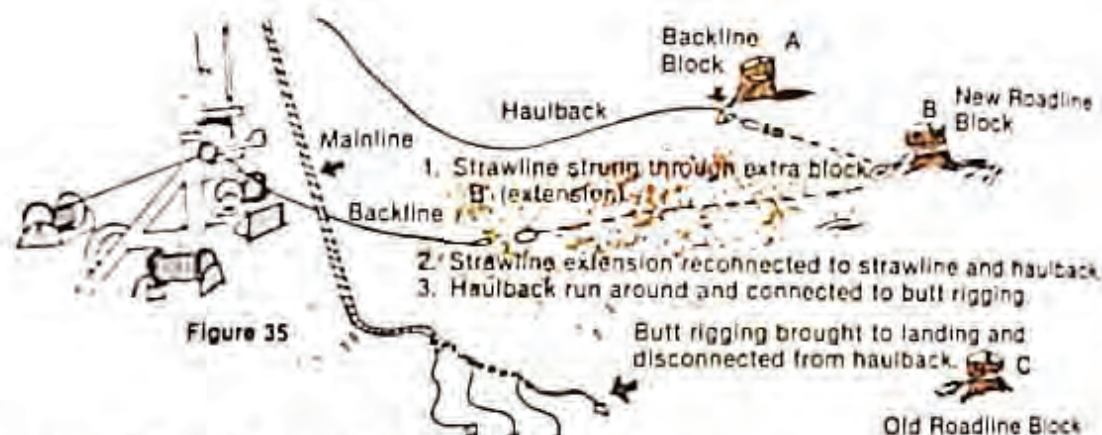 Backline A
Block
B New Roadline
Block
Haulback
Mainline
1. Strawline strung through extra block
B (extension)
Backline
2. Strawline extension reconnected to strawline and haulback
3. Haulback run around and connected to butt rigging
Figure 35
Butt rigging brought to landing and
disconnected from haulback.
C
Old Roadline Block